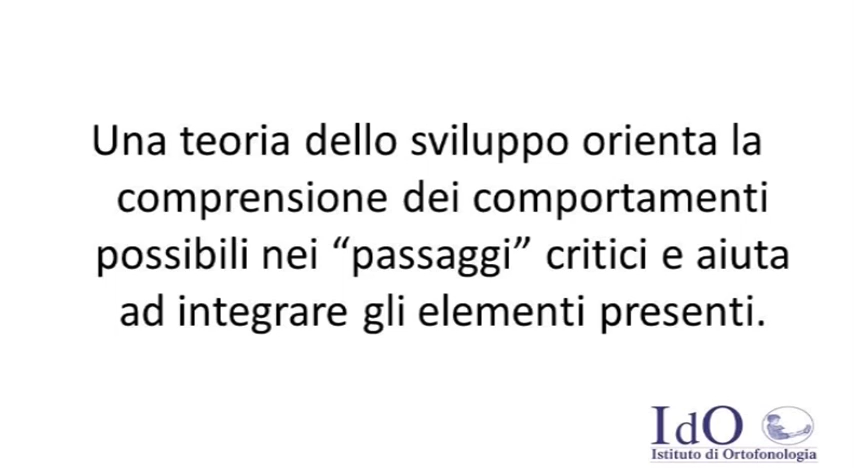 Una teoria dello sviluppo orienta la
comprensione dei comportamenti
possibili nei “passaggi” critici e aiuta
ad integrare gli elementi presenti.
IdO
Istituto di Ortofonologia